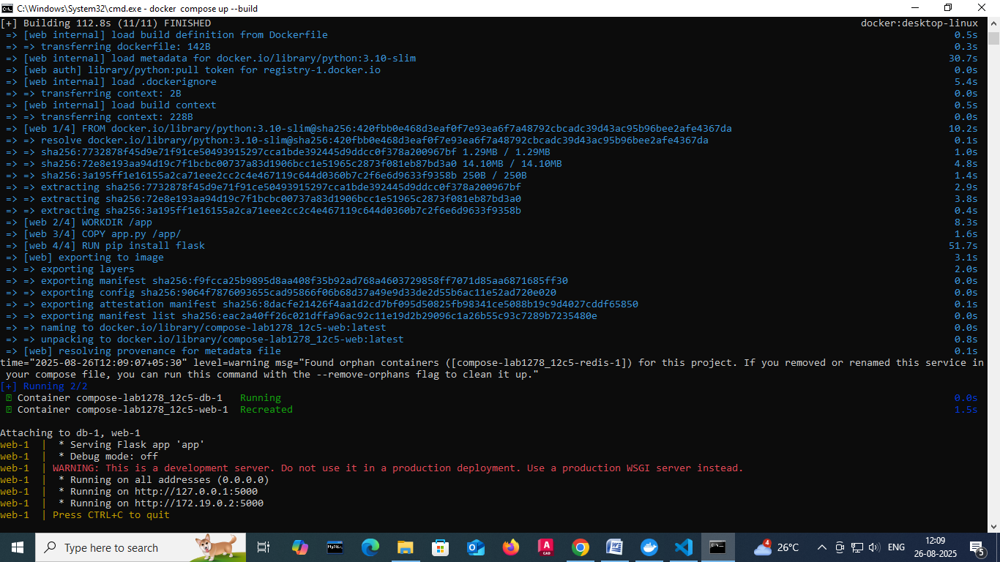 C:\Windows\System32\cmd.exe - docker compose up --build
[+] Building 112.8s (11/11) FINISHED docker:desktop-linux
=> [web internal] load build definition from Dockerfile 0.5s
=> => transferring dockerfile: 142B 0.3s
=> [web internal] load metadata for docker.io/library/python:3.10-slim 30.7s
=> [web auth] library/python:pull token for registry-1.docker.io 0.0s
=> [web internal] load .dockerignore 5.4s
=> => transferring context: 2B 0.0s
=> [web internal] load build context 0.5s
=> => transferring context: 228B 0.0s
=> [web 1/4] FROM docker.io/library/python:3.10-slim@sha256:420fbb0e468d3eaf0f7e93ea6f7a48792cbcadc39d43ac95b96bee2afe4367da 10.2s
=> => resolve docker.io/library/python:3.10-slim@sha256:420fbb0e468d3eaf0f7e93ea6f7a48792cbcadc39d43ac95b96bee2afe4367da 0.1s
=> => sha256:7732878f45d9e71f91ce50493915297cca1bde392445d9ddcc0f378a200967bf 1.29MB / 1.29MB 1.0s
=> => sha256:72e8e193aa94d19c7f1bcbc00737a83d1906bcc1e51965c2873f081eb87bd3a0 14.10MB / 14.10MB 4.8s
=> => sha256:3a195ff1e16155a2ca71eee2cc2c4e467119c644d0360b7c2f6e6d9633f9358b 250B / 250B 1.4s
=> => extracting sha256:7732878f45d9e71f91ce50493915297cca1bde392445d9ddcc0f378a200967bf 2.9s
=> => extracting sha256:72e8e193aa94d19c7f1bcbc00737a83d1906bcc1e51965c2873f081eb87bd3a0 3.8s
=> => extracting sha256:3a195ff1e16155a2ca71eee2cc2c4e467119c644d0360b7c2f6e6d9633f9358b 0.4s
=> [web 2/4] WORKDIR /app 8.3s
=> [web 3/4] COPY app.py /app/ 1.6s
=> [web 4/4] RUN pip install flask 51.7s
=> [web] exporting to image 3.1s
=> => exporting layers 2.0s
=> => exporting manifest sha256:f9fcca25b9895d8aa408f35b92ad768a4603729858ff7071d85aa6871685ff30 0.0s
=> => exporting config sha256:9064f7876093655cad95866f06b68d37a49e9d33de2d55b6ac11e52ad720e020 0.0s
=> => exporting attestation manifest sha256:8dacfe21426f4aa1d2cd7bf095d50825fb98341ce5088b19c9d4027cddf65850 0.1s
=> => exporting manifest list sha256:eac2a40ff26c021dffa96ac92c11e19d2b29096c1a26b55c93c7289b7235480e 0.0s
=> => naming to docker.io/library/compose-lab1278_12c5-web:latest 0.0s
=> => unpacking to docker.io/library/compose-lab1278_12c5-web:latest 0.8s
=> [web] resolving provenance for metadata file 0.1s
time="2025-08-26T12:09:07+05:30" level=warning msg="Found orphan containers ([compose-lab1278_12c5-redis-1]) for this project. If you removed or renamed this service in
your compose file, you can run this command with the --remove-orphans flag to clean it up."
[+] Running 2/2
Container compose-lab1278_12c5-db-1 Running 0.0s
Container compose-lab1278_12c5-web-1 Recreated 1.5s
Attaching to db-1, web-1
web-1 | * Serving Flask app 'app'
web-1 | * Debug mode: off
web-1 | WARNING: This is a development server. Do not use it in a production deployment. Use a production WSGI server instead.
web-1 | * Running on all addresses (0.0.0.0)
web-1 | * Running on http://127.0.0.1:5000
web-1 | * Running on http://172.19.0.2:5000
web-1 | Press CTRL+C to quit
Type here to search
MySQL
A
CAD
W
4
26°C
ENG
12:09
26-08-2025
5